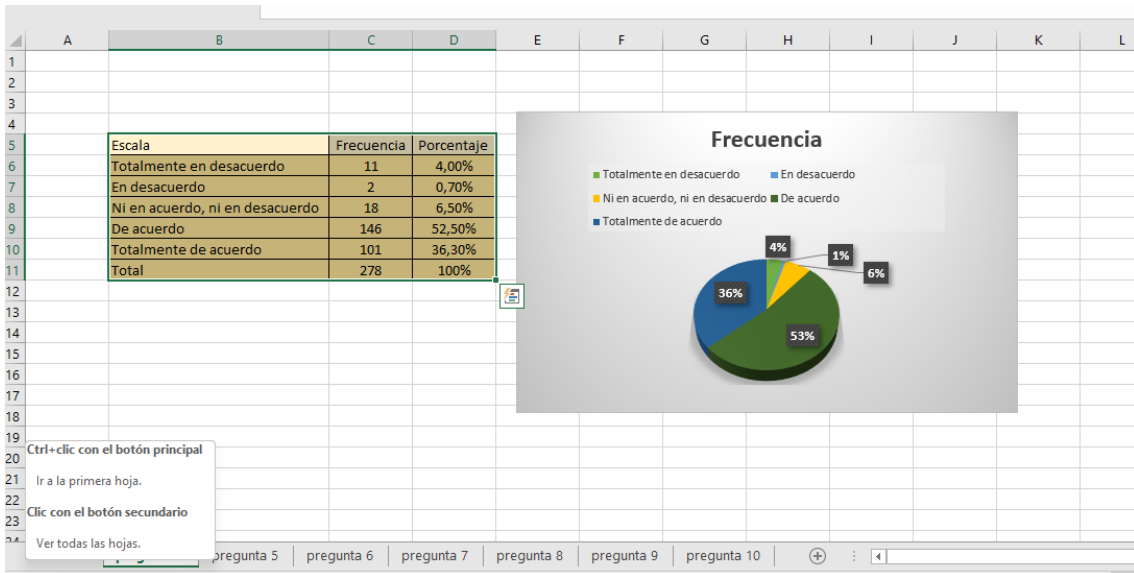 A B C D E F G H I J K L
1
2
3
4
5 Escala Frecuencia Porcentaje
6 Totalmente en desacuerdo 11 4,00%
7 En desacuerdo 2 0,70%
8 Ni en acuerdo, ni en desacuerdo 18 6,50%
9 De acuerdo 146 52,50%
10 Totalmente de acuerdo 101 36,30%
11 Total 278 100%
12
13
14
15
16
17
18
19
20
21
22
23
Frecuencia
Totalmente en desacuerdo En desacuerdo
Ni en acuerdo, ni en desacuerdo De acuerdo
Totalmente de acuerdo
4%
1%
6%
36%
53%
Ctrl+clic con el botón principal
Ir a la primera hoja.
Clic con el botón secundario
Ver todas las hojas.
pregunta 5 pregunta 6 pregunta 7 pregunta 8 pregunta 9 pregunta 10